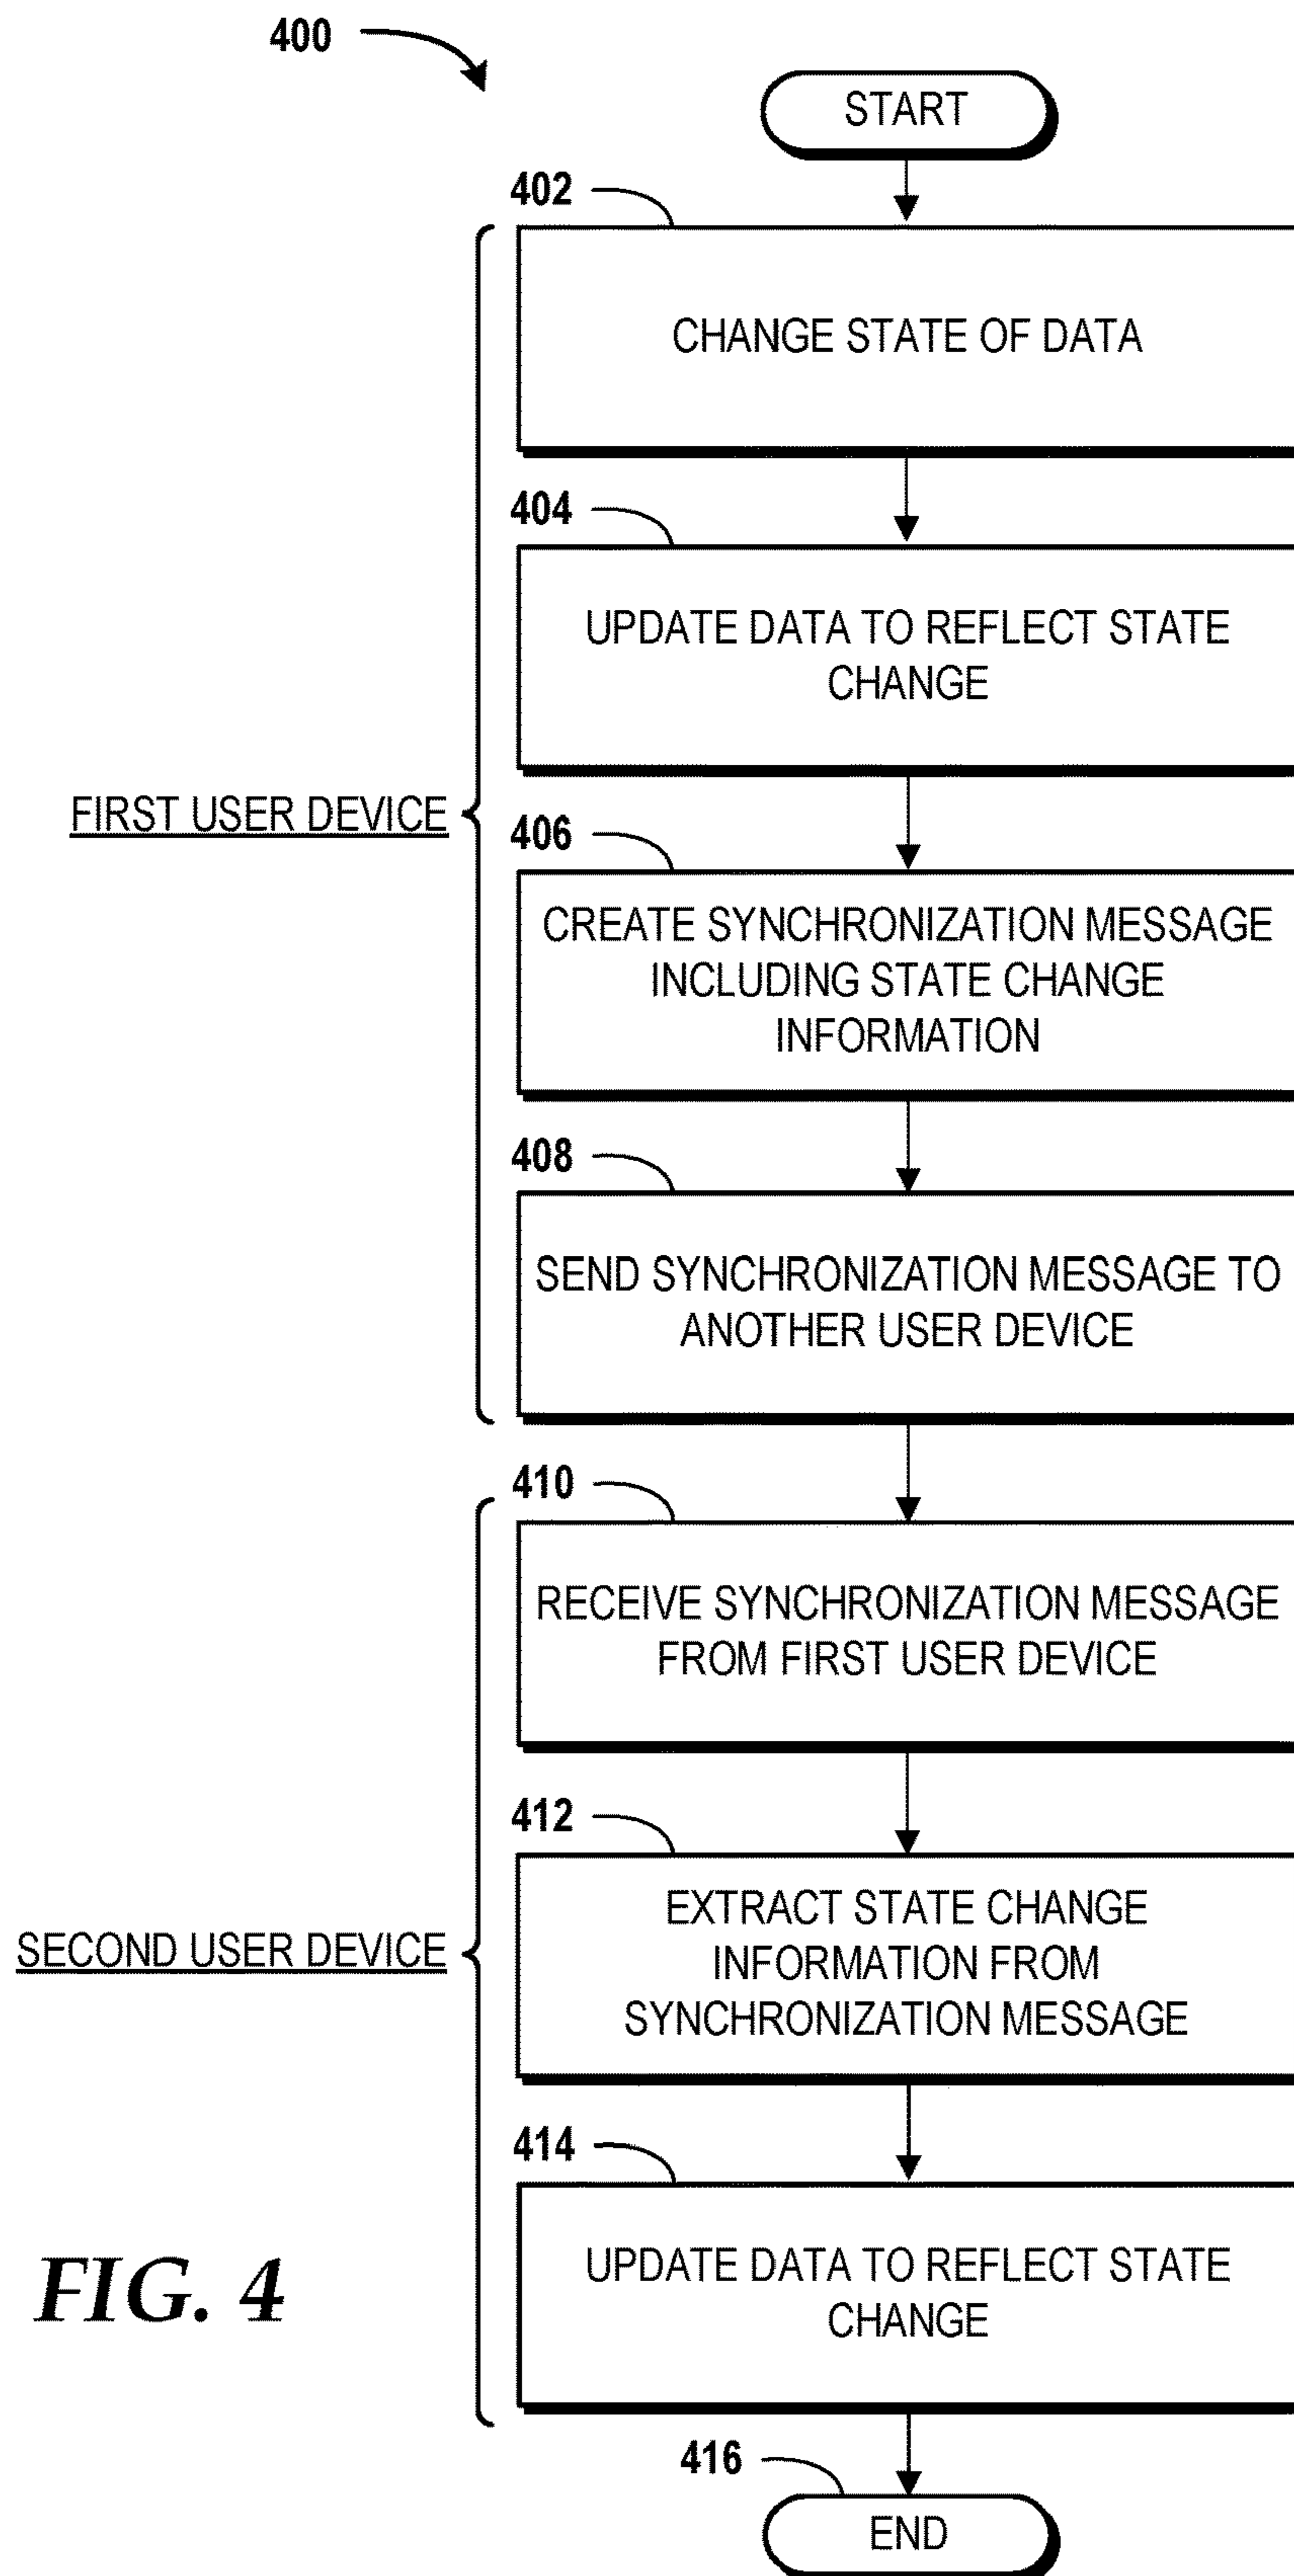 400
START
402
CHANGE STATE OF DATA
404
UPDATE DATA TO REFLECT STATE
CHANGE
FIRST USER DEVICE
406
CREATE SYNCHRONIZATION MESSAGE
INCLUDING STATE CHANGE
INFORMATION
408
SEND SYNCHRONIZATION MESSAGE TO
ANOTHER USER DEVICE
410
RECEIVE SYNCHRONIZATION MESSAGE
FROM FIRST USER DEVICE
412
EXTRACT STATE CHANGE
INFORMATION FROM
SYNCHRONIZATION MESSAGE
SECOND USER DEVICE
414
UPDATE DATA TO REFLECT STATE
CHANGE
FIG. 4
416
END